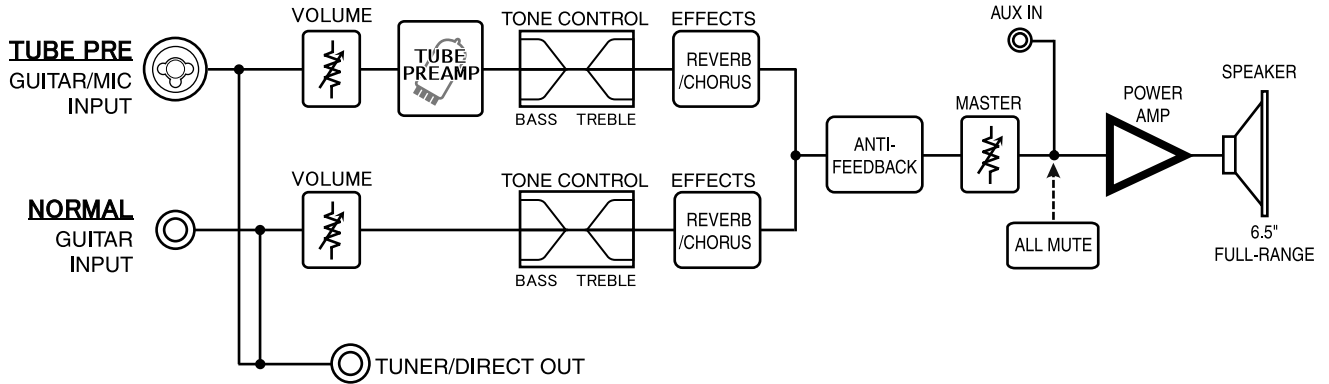 TUBE PRE
GUITAR/MIC
INPUT
VOLUME
TUBE
PREAMP
TONE CONTROL
BASS TREBLE
EFFECTS
REVERB
/CHORUS
NORMAL
GUITAR
INPUT
VOLUME
TONE CONTROL
BASS TREBLE
EFFECTS
REVERB
/CHORUS
TUNER/DIRECT OUT
ANTI-
FEEDBACK
MASTER
AUX IN
ALL MUTE
POWER
AMP
SPEAKER
6.5"
FULL-RANGE